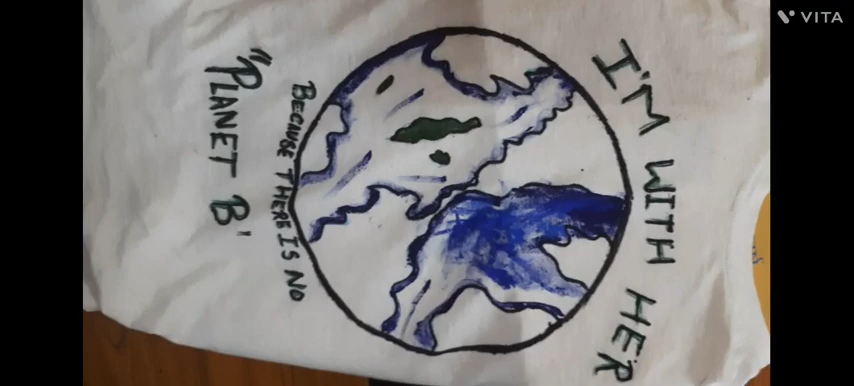 I'M WITH HER
BECAUSE THERE IS NO
"PLANET B'
VITA